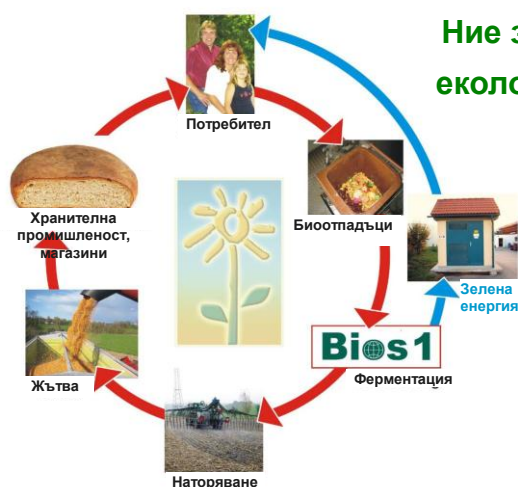 Ние з
еколо
Потребител
Биоотпадъци
Зелена
енергия
Bios1
Ферментация
Наторяване
Жътва
Хранителна
промишленост,
магазини